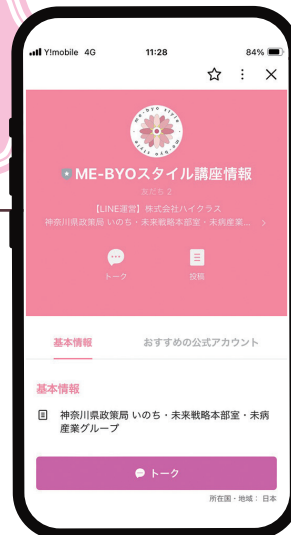 Y!mobile 4G
11:28
84%
me-byo style
me-byo style
ME-BYOスタイル講座情報
友だち 2
【LINE運営】株式会社ハイクラス
神奈川県政策局 いのち・未来戦略本部室・未病産業... >
トーク
投稿
基本情報
おすすめの公式アカウント
基本情報
神奈川県政策局 いのち・未来戦略本部室・未病
産業グループ
トーク
所在国・地域： 日本